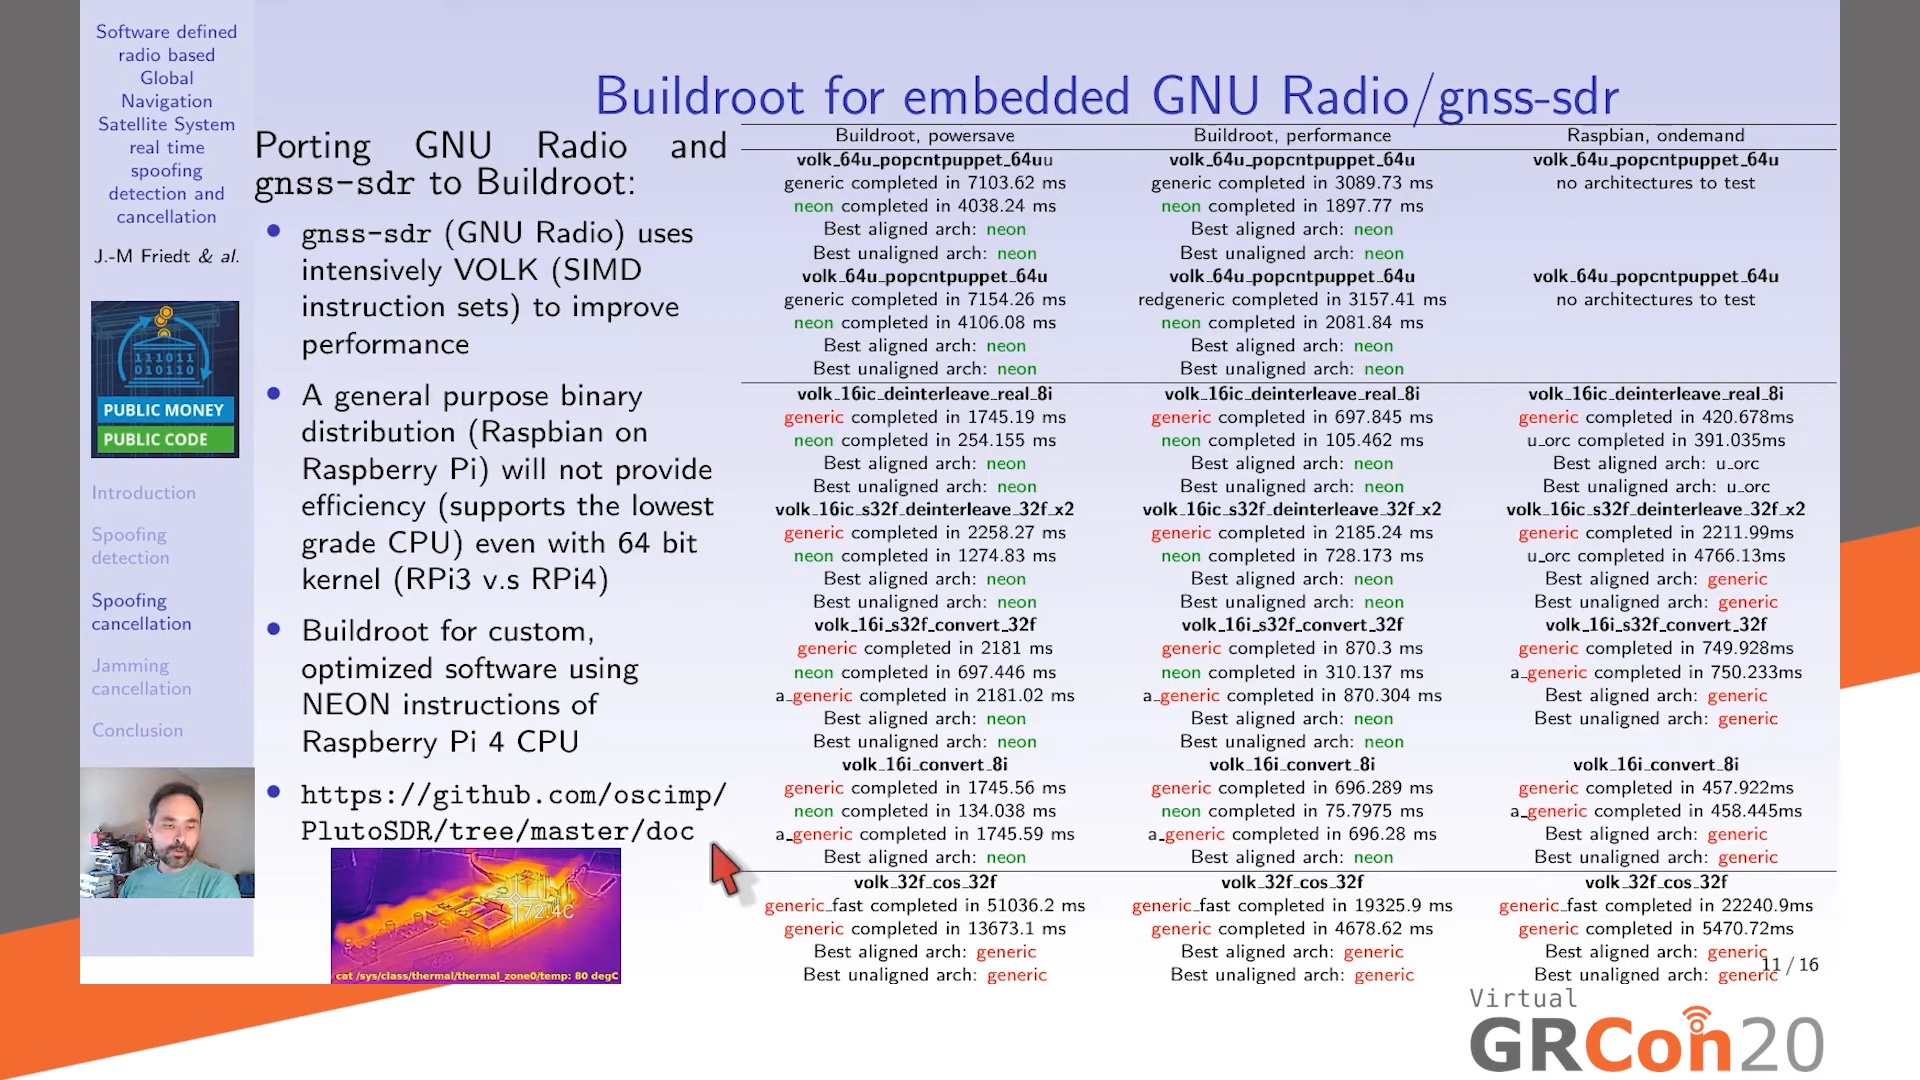 Software defined
radio based
Global
Navigation
Satellite System
real time
spoofing
detection and
cancellation
J.-M Friedt & al.
111011
010110
PUBLIC MONEY
PUBLIC CODE
Introduction
Spoofing
detection
Spoofing
cancellation
Jamming
cancellation
Conclusion
Buildroot for embedded GNU Radio/gnss-sdr
Porting GNU Radio and
gnss-sdr to Buildroot:
gnss-sdr (GNU Radio) uses
intensively VOLK (SIMD
instruction sets) to improve
performance
A general purpose binary
distribution (Raspbian on
Raspberry Pi) will not provide
efficiency (supports the lowest
grade CPU) even with 64 bit
kernel (RPi3 v.s RPi4)
Buildroot for custom,
optimized software using
NEON instructions of
Raspberry Pi 4 CPU
https://github.com/oscimp/
PlutoSDR/tree/master/doc
72.4C
cat /sys/class/thermal/thermal_zone0/temp: 80 degC
Buildroot, powersave
volk_64u_popcntpuppet_64uu
generic completed in 7103.62 ms
neon completed in 4038.24 ms
Best aligned arch: neon
Best unaligned arch: neon
volk_64u_popcntpuppet_64u
generic completed in 7154.26 ms
neon completed in 4106.08 ms
Best aligned arch: neon
Best unaligned arch: neon
volk_16ic_deinterleave_real_8i
generic completed in 1745.19 ms
neon completed in 254.155 ms
Best aligned arch: neon
Best unaligned arch: neon
volk_16ic_s32f_deinterleave_32f_x2
generic completed in 2258.27 ms
neon completed in 1274.83 ms
Best aligned arch: neon
Best unaligned arch: neon
volk_16i_s32f_convert_32f
generic completed in 2181 ms
neon completed in 697.446 ms
a_generic completed in 2181.02 ms
Best aligned arch: neon
Best unaligned arch: neon
volk_16i_convert_8i
generic completed in 1745.56 ms
neon completed in 134.038 ms
a_generic completed in 1745.59 ms
Best aligned arch: neon
volk_32f_cos_32f
generic_fast completed in 51036.2 ms
generic completed in 13673.1 ms
Best aligned arch: generic
Best unaligned arch: generic
Buildroot, performance
volk_64u_popcntpuppet_64u
generic completed in 3089.73 ms
neon completed in 1897.77 ms
Best aligned arch: neon
Best unaligned arch: neon
volk_64u_popcntpuppet_64u
redgeneric completed in 3157.41 ms
neon completed in 2081.84 ms
Best aligned arch: neon
Best unaligned arch: neon
volk_16ic_deinterleave_real_8i
generic completed in 697.845 ms
neon completed in 105.462 ms
Best aligned arch: neon
Best unaligned arch: neon
volk_16ic_s32f_deinterleave_32f_x2
generic completed in 2185.24 ms
neon completed in 728.173 ms
Best aligned arch: neon
Best unaligned arch: neon
volk_16i_s32f_convert_32f
generic completed in 870.3 ms
neon completed in 310.137 ms
a_generic completed in 870.304 ms
Best aligned arch: neon
Best unaligned arch: neon
volk_16i_convert_8i
generic completed in 696.289 ms
neon completed in 75.7975 ms
a_generic completed in 696.28 ms
Best aligned arch: neon
volk_32f_cos_32f
generic_fast completed in 19325.9 ms
generic completed in 4678.62 ms
Best aligned arch: generic
Best unaligned arch: generic
Raspbian, ondemand
volk_64u_popcntpuppet_64u
no architectures to test
volk_64u_popcntpuppet_64u
no architectures to test
volk_16ic_deinterleave_real_8i
generic completed in 420.678ms
u_orc completed in 391.035ms
Best aligned arch: u_orc
Best unaligned arch: u_orc
volk_16ic_s32f_deinterleave_32f_x2
generic completed in 2211.99ms
u_orc completed in 4766.13ms
Best aligned arch: generic
Best unaligned arch: generic
volk_16i_s32f_convert_32f
generic completed in 749.928ms
a_generic completed in 750.233ms
Best aligned arch: generic
Best unaligned arch: generic
volk_16i_convert_8i
generic completed in 457.922ms
a_generic completed in 458.445ms
Best aligned arch: generic
Best unaligned arch: generic
volk_32f_cos_32f
generic_fast completed in 22240.9ms
generic completed in 5470.72ms
Best aligned arch: generic
Best unaligned arch: generic
11 / 16
Virtual
GRCon20